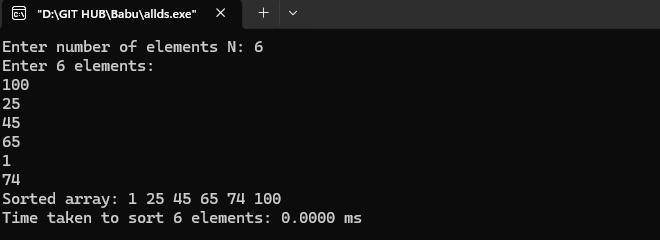 "D:\GIT HUB\Babu\allds.exe"
Enter number of elements N: 6
Enter 6 elements:
100
25
45
65
1
74
Sorted array: 1 25 45 65 74 100
Time taken to sort 6 elements: 0.0000 ms